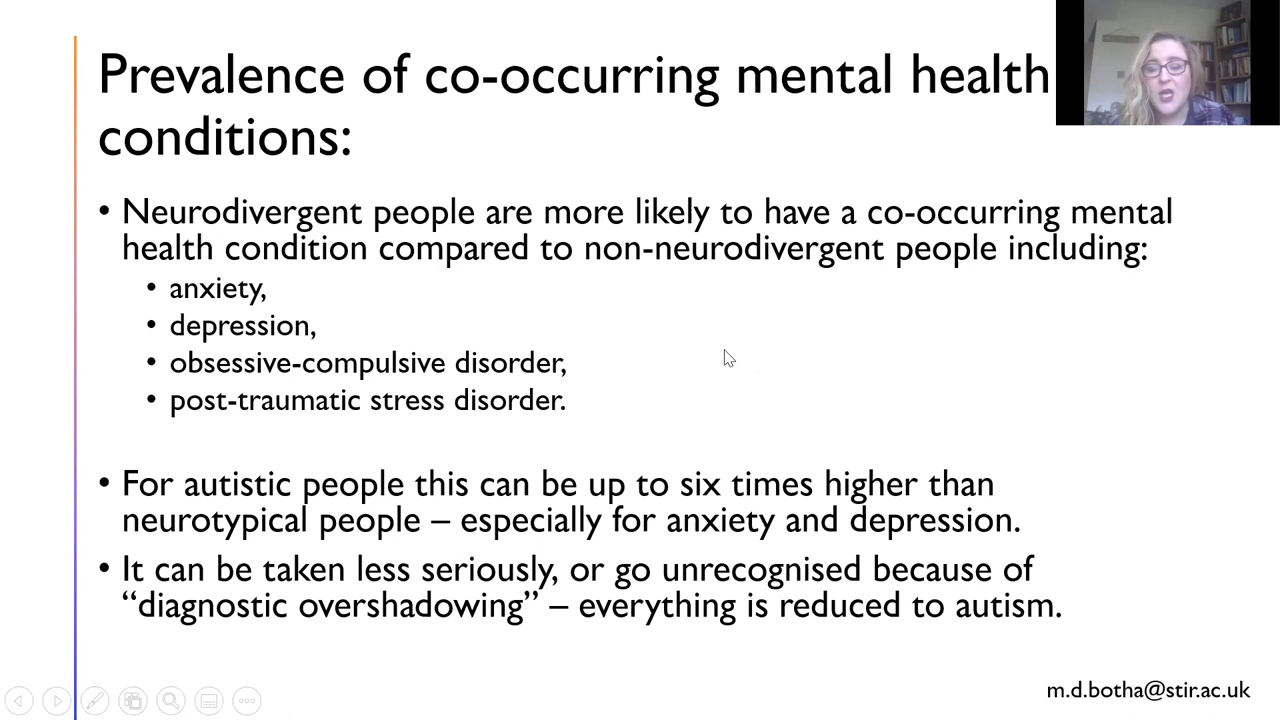 Prevalence of co-occurring mental health
conditions:
• Neurodivergent people are more likely to have a co-occurring mental
health condition compared to non-neurodivergent people including:
• anxiety,
• depression,
• obsessive-compulsive disorder,
• post-traumatic stress disorder.
• For autistic people this can be up to six times higher than
neurotypical people – especially for anxiety and depression.
• It can be taken less seriously, or go unrecognised because of
“diagnostic overshadowing” – everything is reduced to autism.
m.d.botha@stir.ac.uk